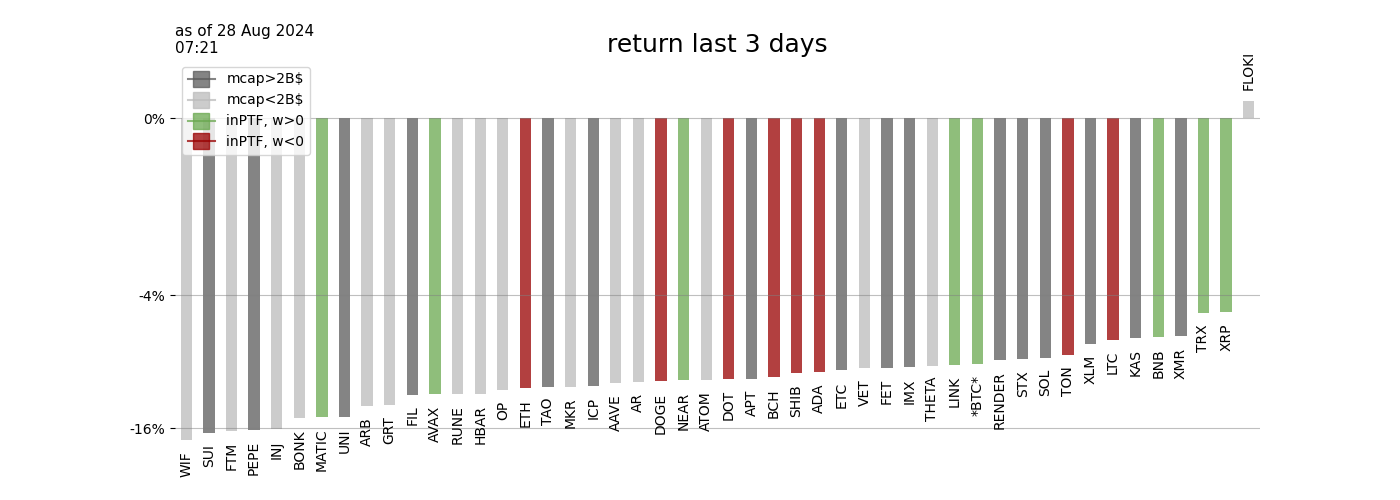 as of 28 Aug 2024
07:21
return last 3 days
mcap>2B$
mcap<2B$
inPTF, w>0
inPTF, w<0
0%
-4%
-16%
WIF
SUI
FTM
PEPE
INJ
BONK
MATIC
UNI
ARB
GRT
FIL
AVAX
RUNE
HBAR
OP
ETH
TAO
MKR
ICP
AAVE
AR
DOGE
NEAR
ATOM
DOT
APT
BCH
SHIB
ADA
ETC
VET
FET
IMX
THETA
LINK
*BTC*
RENDER
STX
SOL
TON
XLM
LTC
KAS
BNB
XMR
TRX
XRP
FLOKI